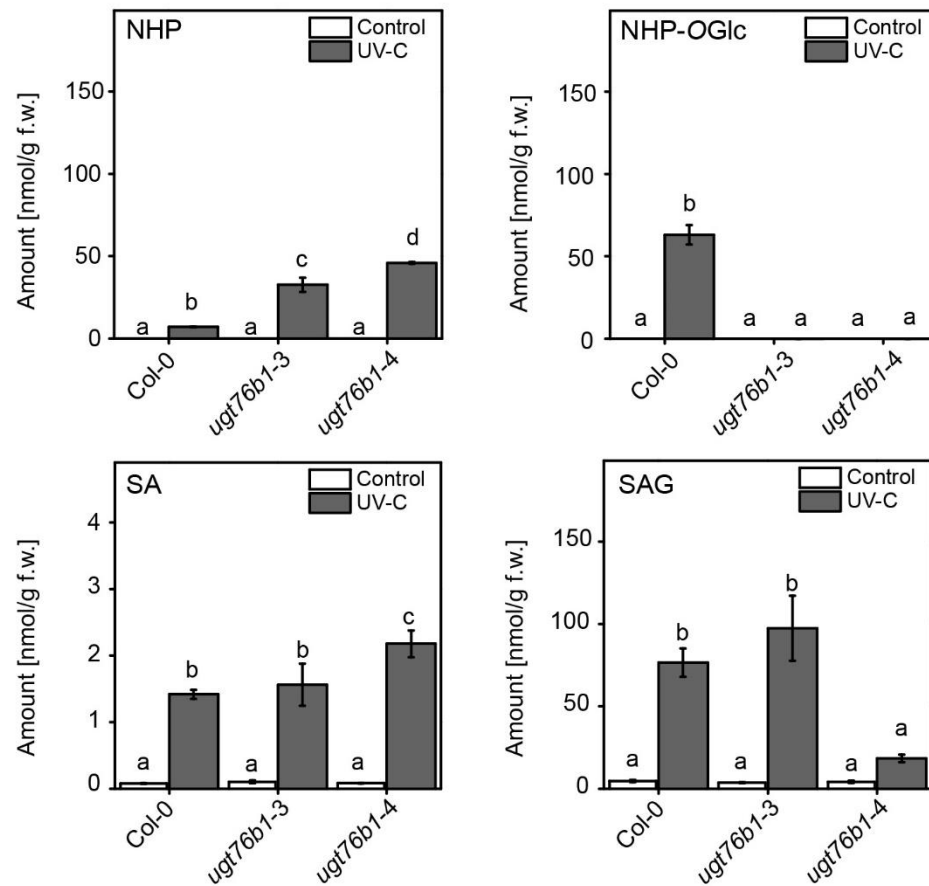 NHP
Control
UV-C
Amount [nmol/g f.w.]
150
100
50
0
a
b
a
c
a
d
Col-0
ugt76b1-3
ugt76b1-4
NHP-OGlc
Control
UV-C
Amount [nmol/g f.w.]
150
100
50
0
a
b
a
a
a
a
Col-0
ugt76b1-3
ugt76b1-4
SA
Control
UV-C
Amount [nmol/g f.w.]
4
3
2
1
0
a
b
a
b
a
c
Col-0
ugt76b1-3
ugt76b1-4
SAG
Control
UV-C
Amount [nmol/g f.w.]
150
100
50
0
a
b
a
b
a
a
Col-0
ugt76b1-3
ugt76b1-4